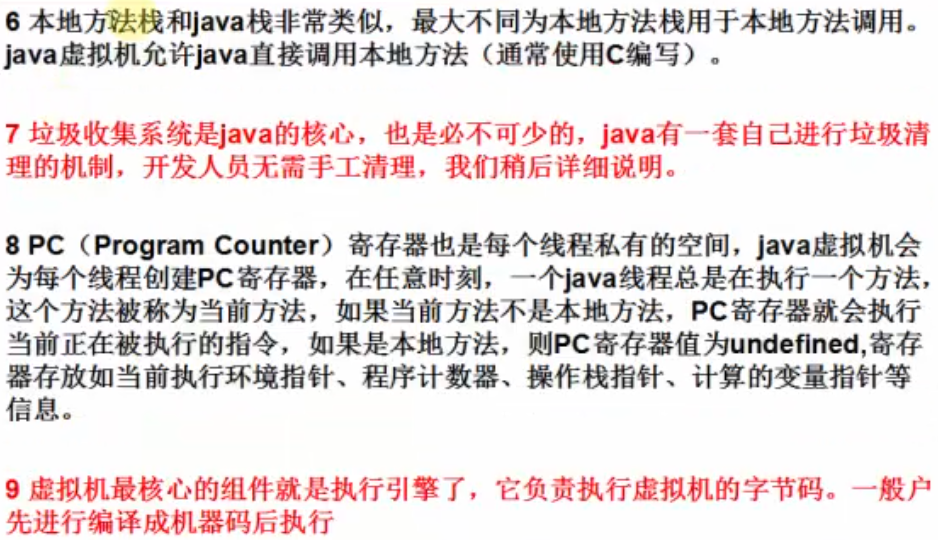 6 本地方法栈和java栈非常类似，最大不同为本地方法栈用于本地方法调用。
java虚拟机允许java直接调用本地方法（通常使用C编写）。
7 垃圾收集系统是java的核心，也是必不可少的，java有一套自己进行垃圾清
理的机制，开发人员无需手工清理，我们稍后详细说明。
8 PC（Program Counter）寄存器也是每个线程私有的空间，java虚拟机会
为每个线程创建PC寄存器，在任意时刻，一个java线程总是在执行一个方法，
这个方法被称为当前方法，如果当前方法不是本地方法，PC寄存器就会执行
当前正在被执行的指令，如果是本地方法，则PC寄存器值为undefined,寄存
器存放如当前执行环境指针、程序计数器、操作栈指针、计算的变量指针等
信息。
9 虚拟机最核心的组件就是执行引擎了，它负责执行虚拟机的字节码。一般户
先进行编译成机器码后执行